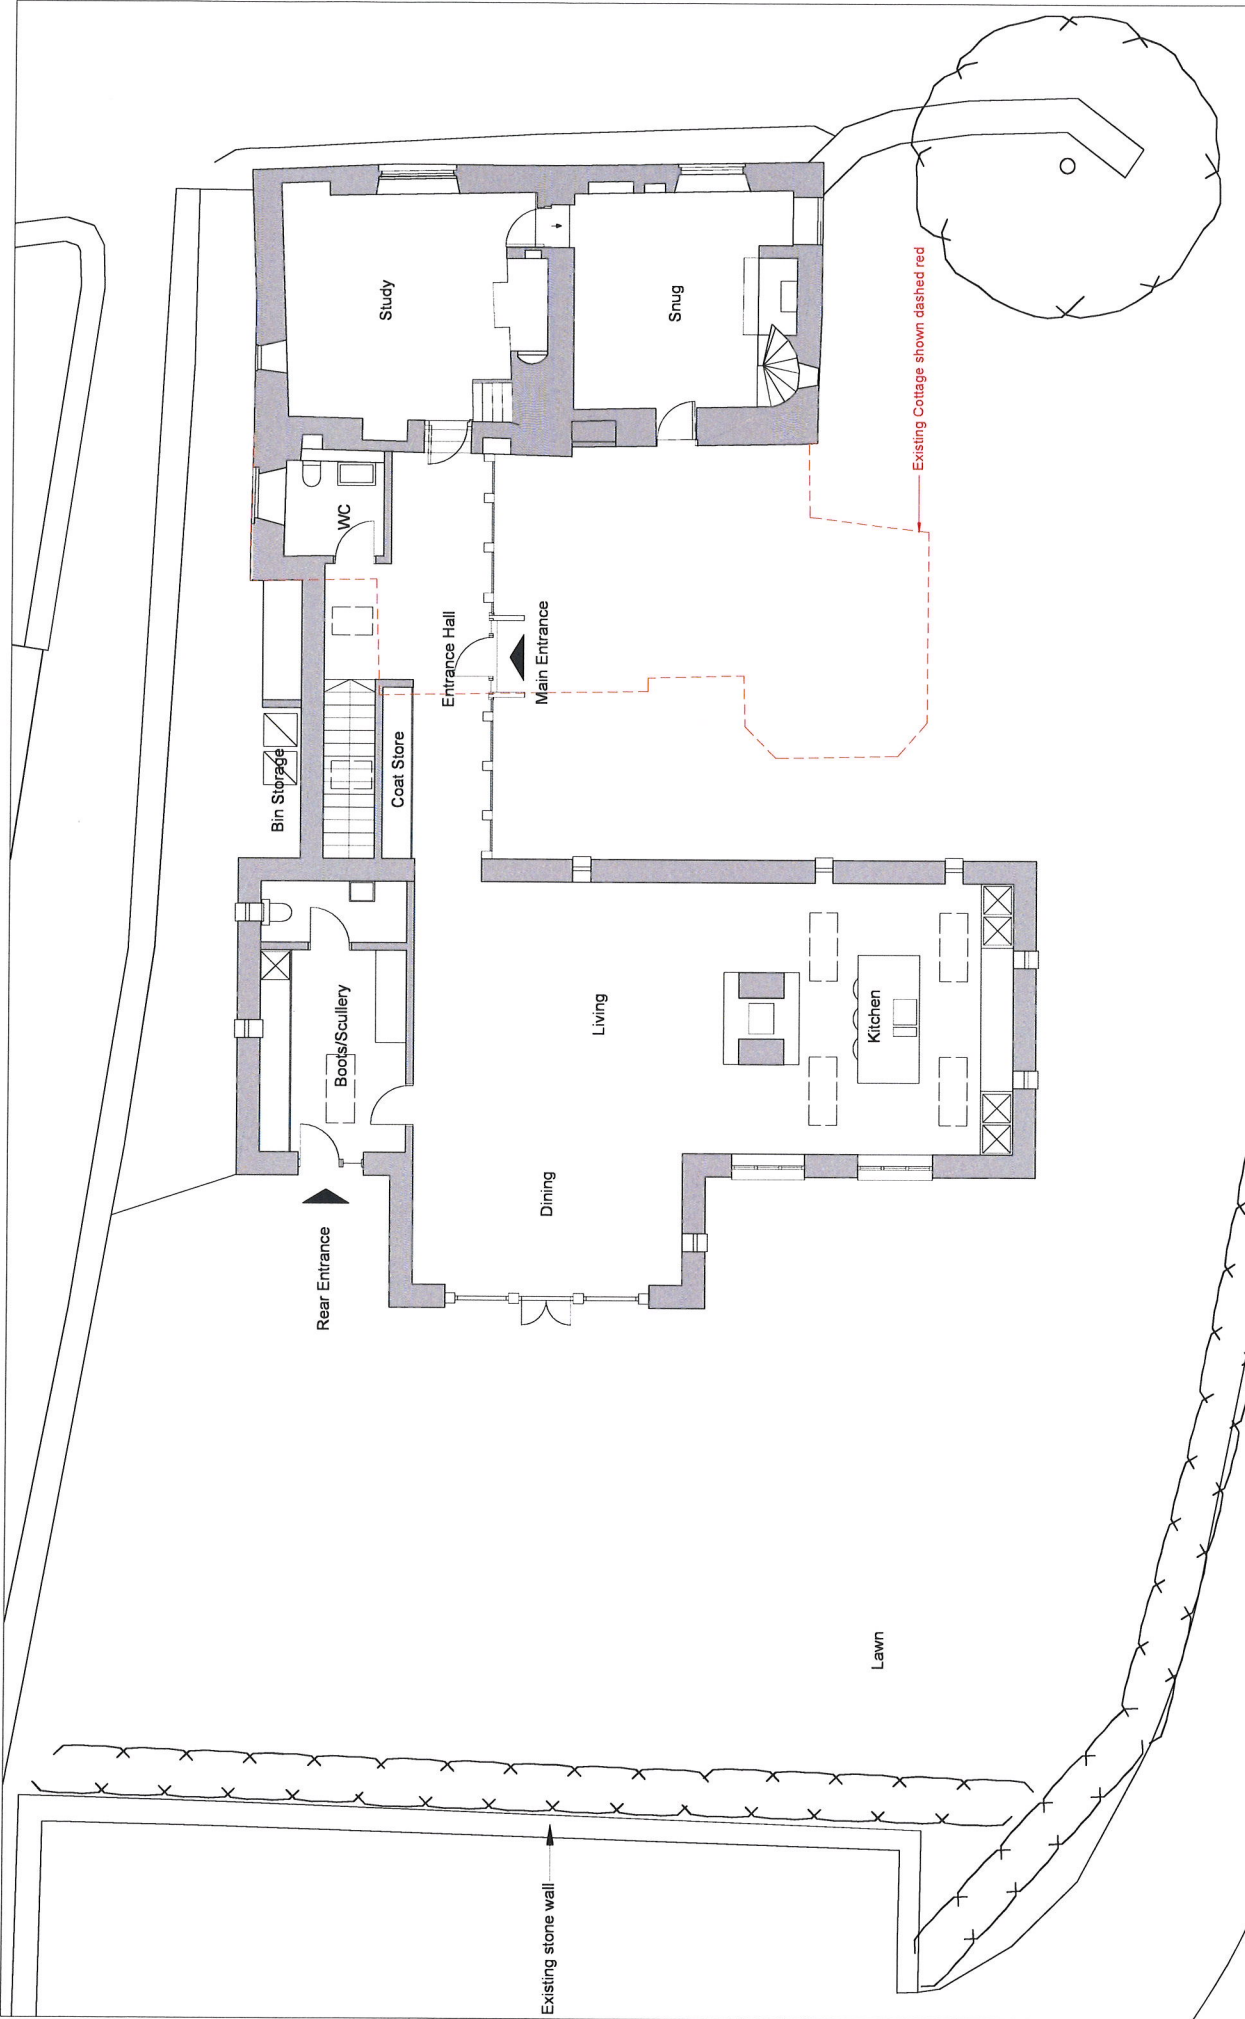 Existing stone wall
Rear Entrance
Bin Storage
Boots/Scullery
Coat Store
WC
Study
Dining
Living
Entrance Hall
Main Entrance
Snug
Kitchen
Lawn
Existing Cottage shown dashed red